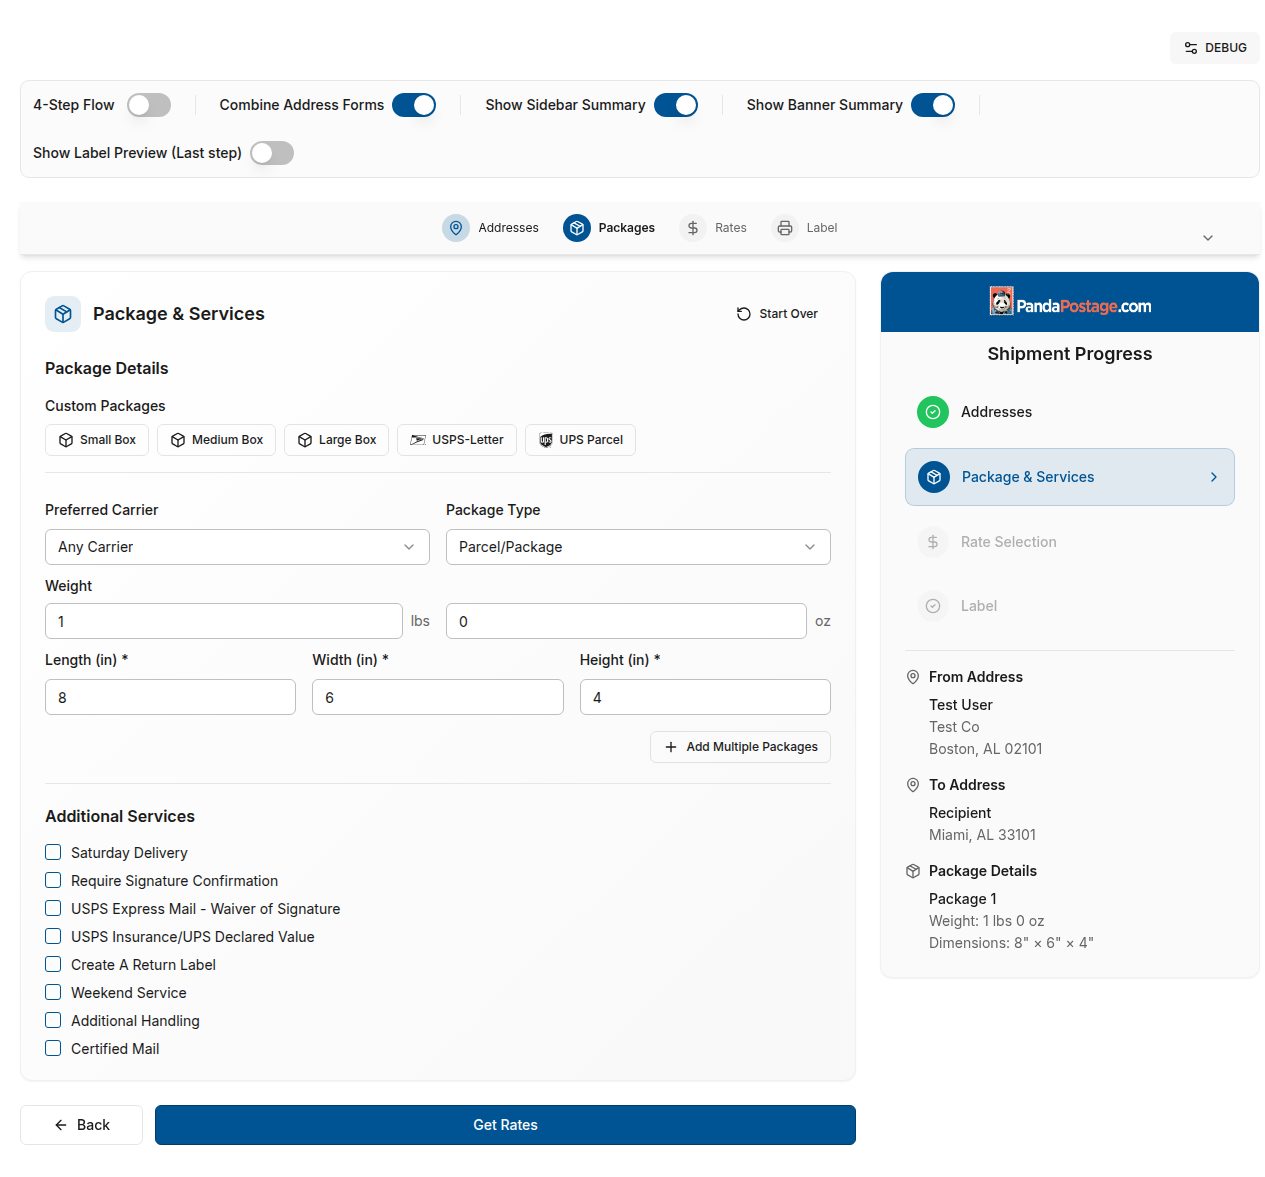 DEBUG
4-Step Flow
Combine Address Forms
Show Sidebar Summary
Show Banner Summary
Show Label Preview (Last step)
Addresses
Packages
Rates
Label
Package & Services
Start Over
Package Details
Custom Packages
Small Box
Medium Box
Large Box
USPS-Letter
ups
UPS Parcel
Preferred Carrier
Package Type
Any Carrier
Parcel/Package
Weight
1
lbs
0
oz
Length (in) *
Width (in) *
Height (in) *
8
6
4
Add Multiple Packages
Additional Services
Saturday Delivery
Require Signature Confirmation
USPS Express Mail - Waiver of Signature
USPS Insurance/UPS Declared Value
Create A Return Label
Weekend Service
Additional Handling
Certified Mail
Back
Get Rates
PandaPostage.com
Shipment Progress
Addresses
Package & Services
Rate Selection
Label
From Address
Test User
Test Co
Boston, AL 02101
To Address
Recipient
Miami, AL 33101
Package Details
Package 1
Weight: 1 lbs 0 oz
Dimensions: 8" × 6" × 4"